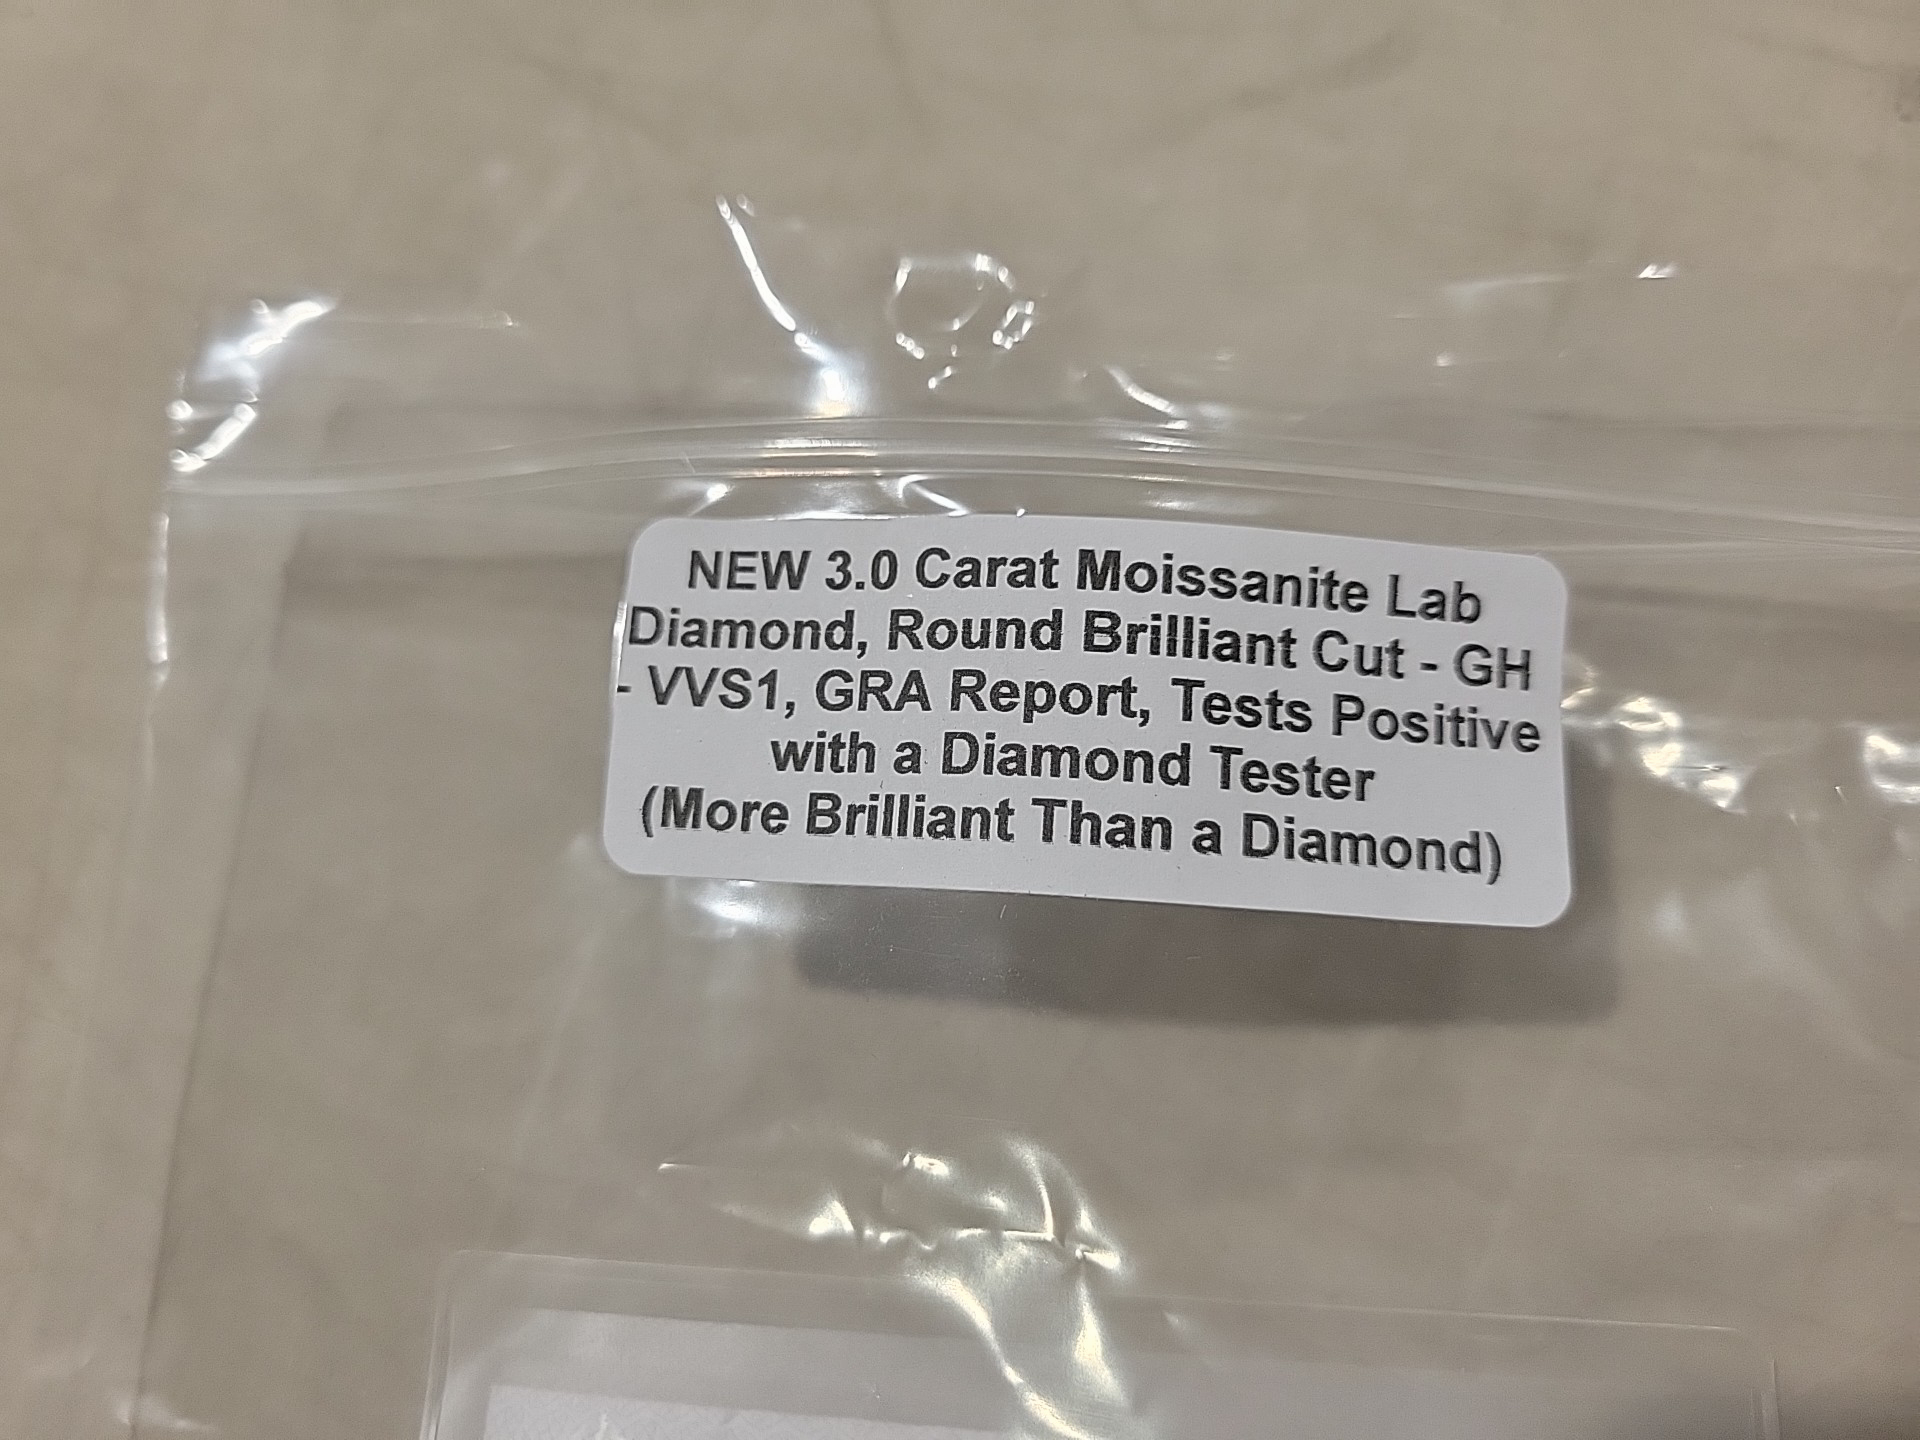 NEW 3.0 Carat Moissanite Lab
Diamond, Round Brilliant Cut - GH
- VVS1, GRA Report, Tests Positive
with a Diamond Tester
(More Brilliant Than a Diamond)